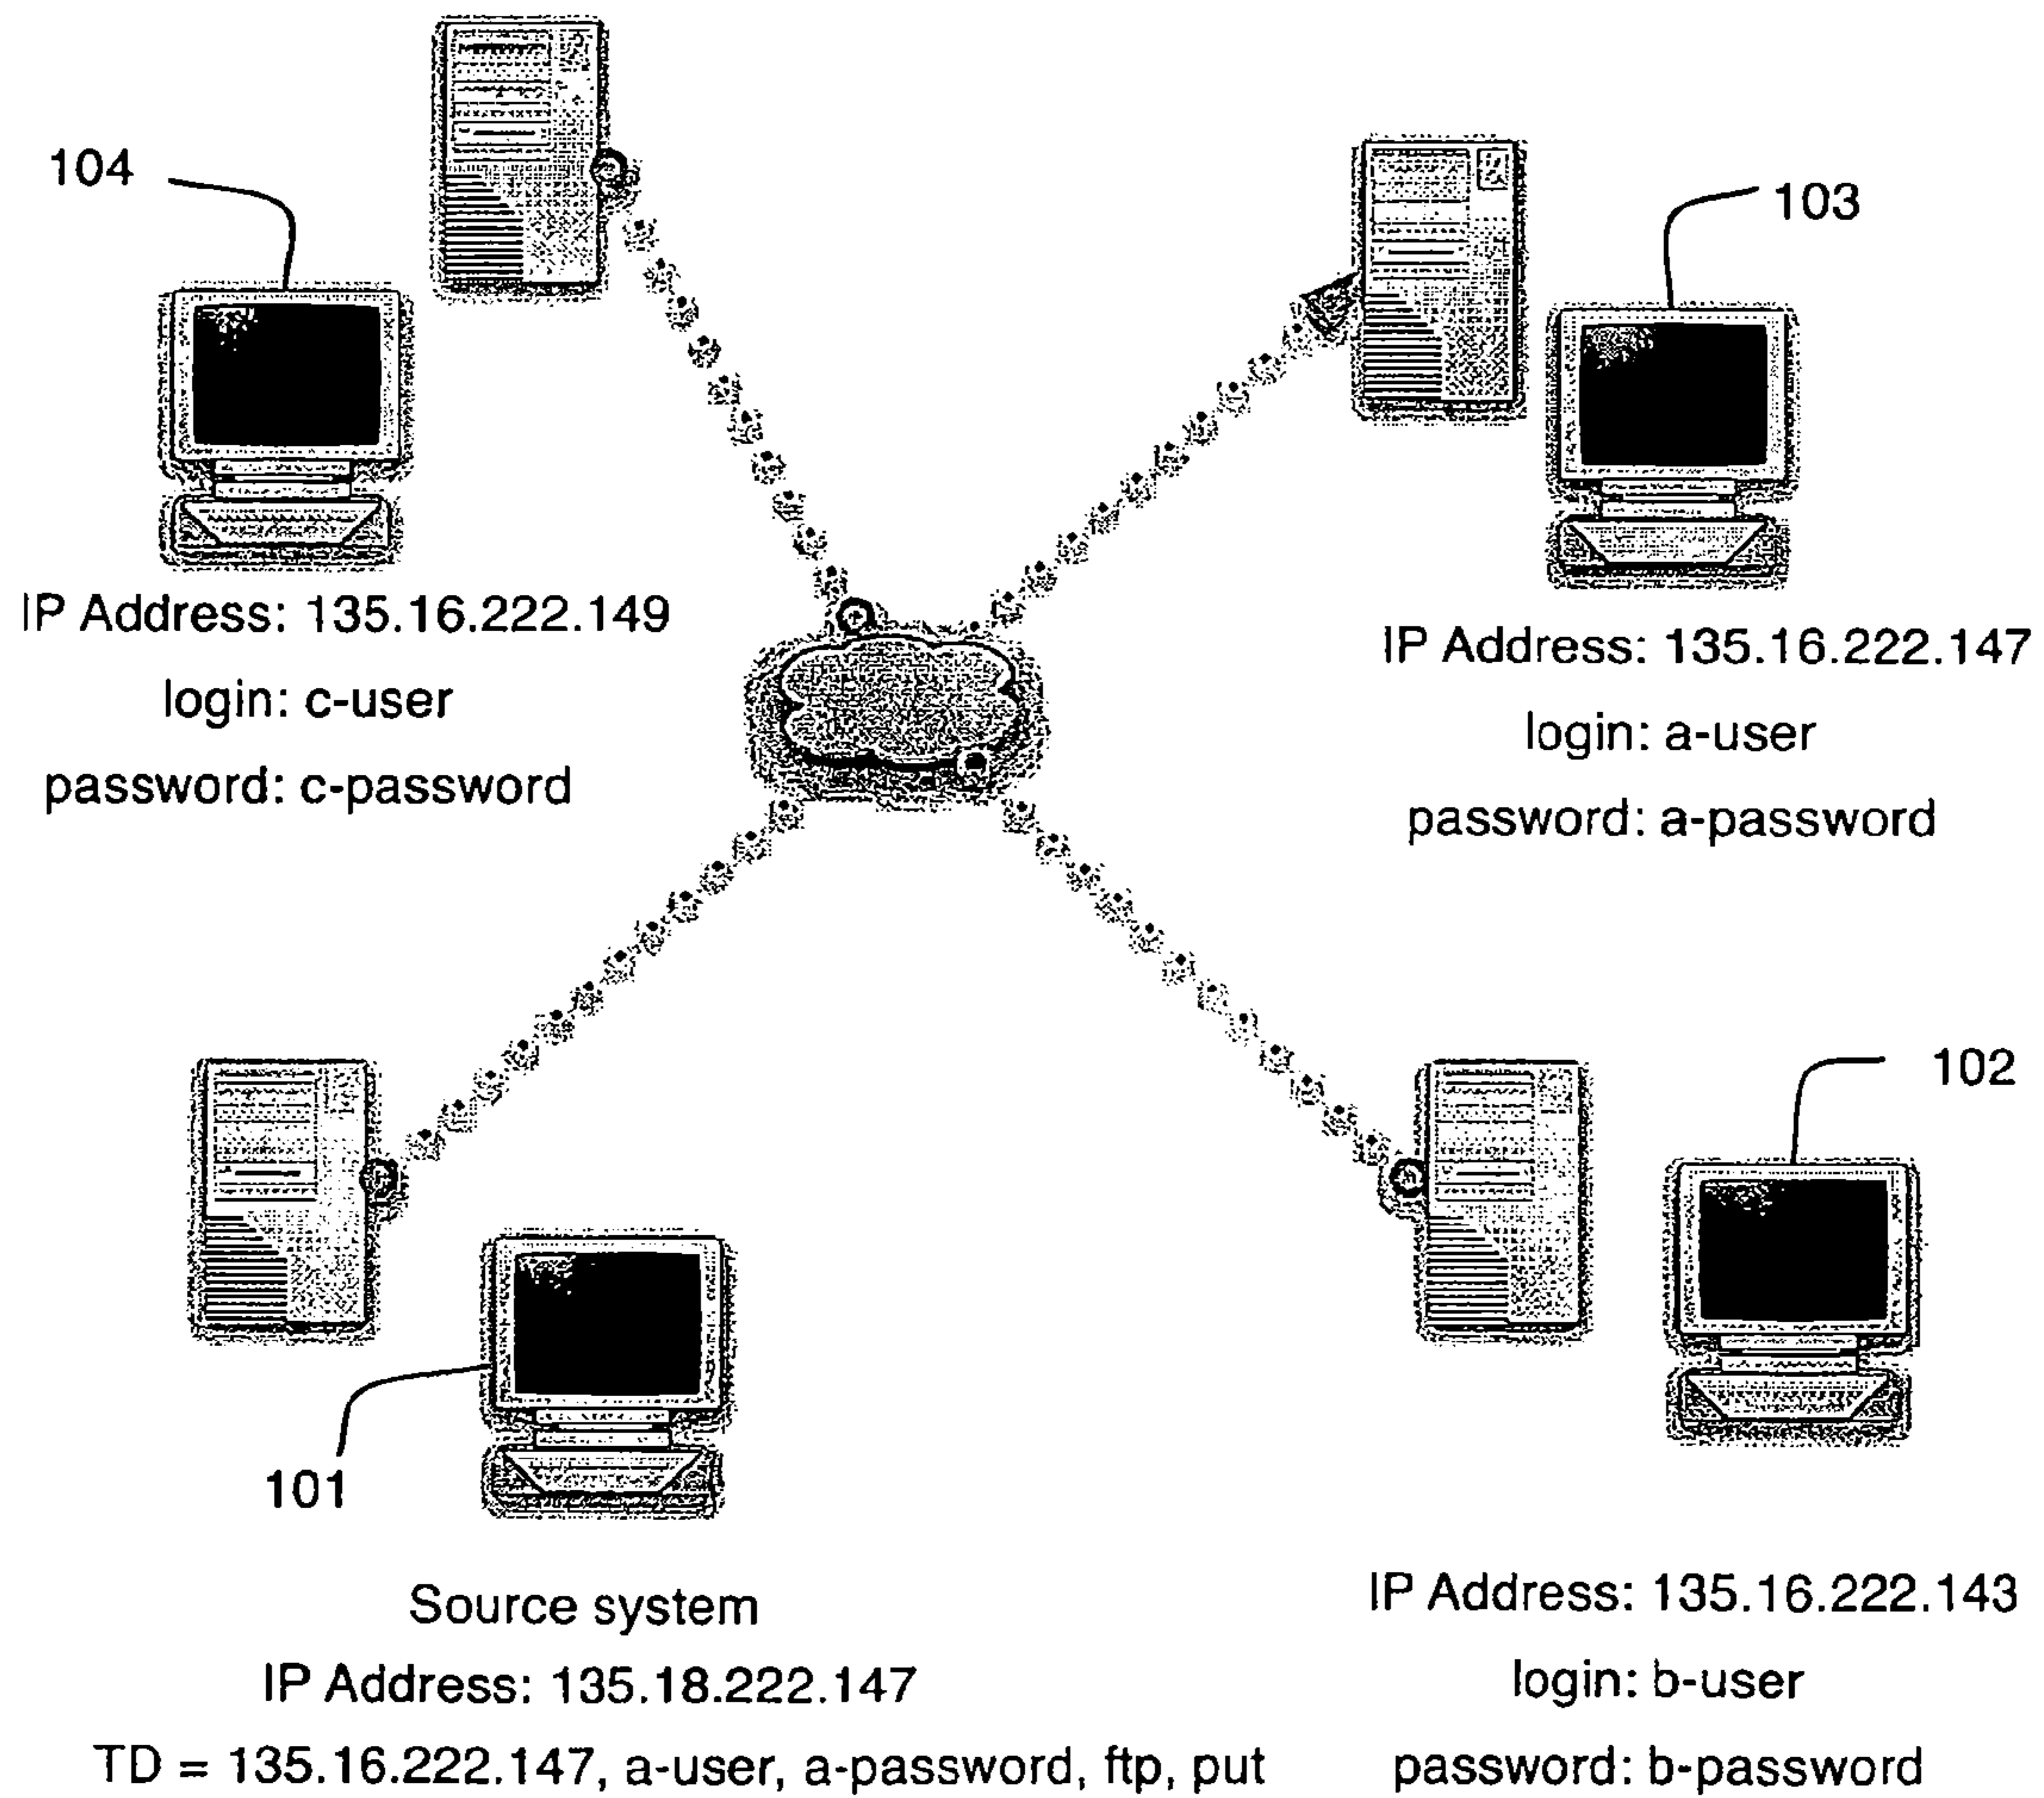 104
103
IP Address: 135.16.222.149
login: c-user
password: c-password
IP Address: 135.16.222.147
login: a-user
password: a-password
102
101
Source system
IP Address: 135.18.222.147
TD = 135.16.222.147, a-user, a-password, ftp, put
IP Address: 135.16.222.143
login: b-user
password: b-password